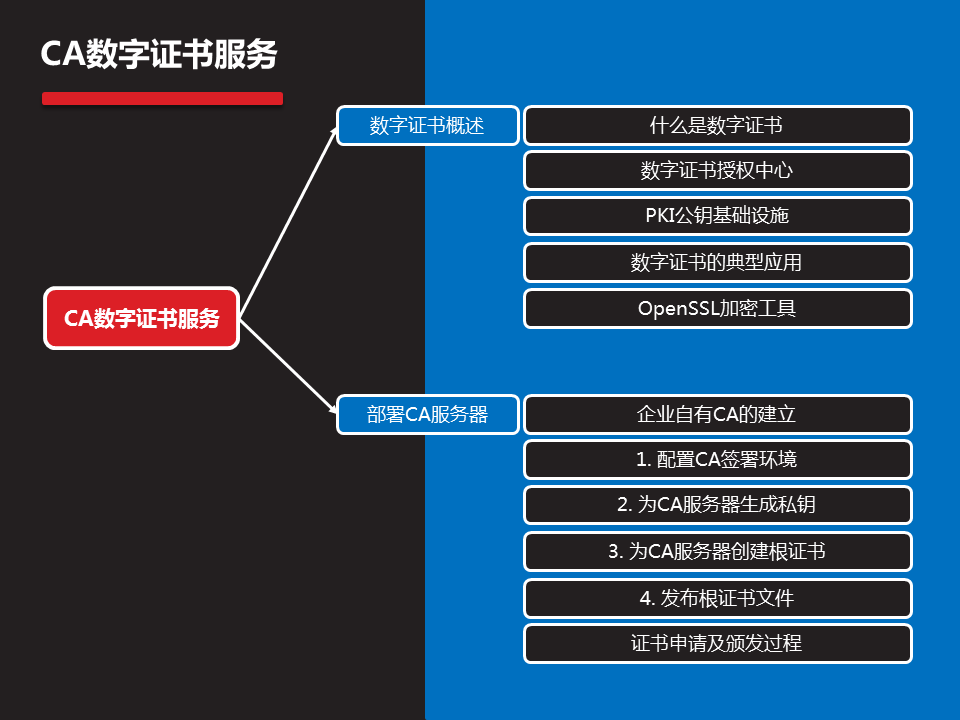 CA数字证书服务
CA数字证书服务
数字证书概述
什么是数字证书
数字证书授权中心
PKI公钥基础设施
数字证书的典型应用
OpenSSL加密工具
部署CA服务器
企业自有CA的建立
1. 配置CA签署环境
2. 为CA服务器生成私钥
3. 为CA服务器创建根证书
4. 发布根证书文件
证书申请及颁发过程